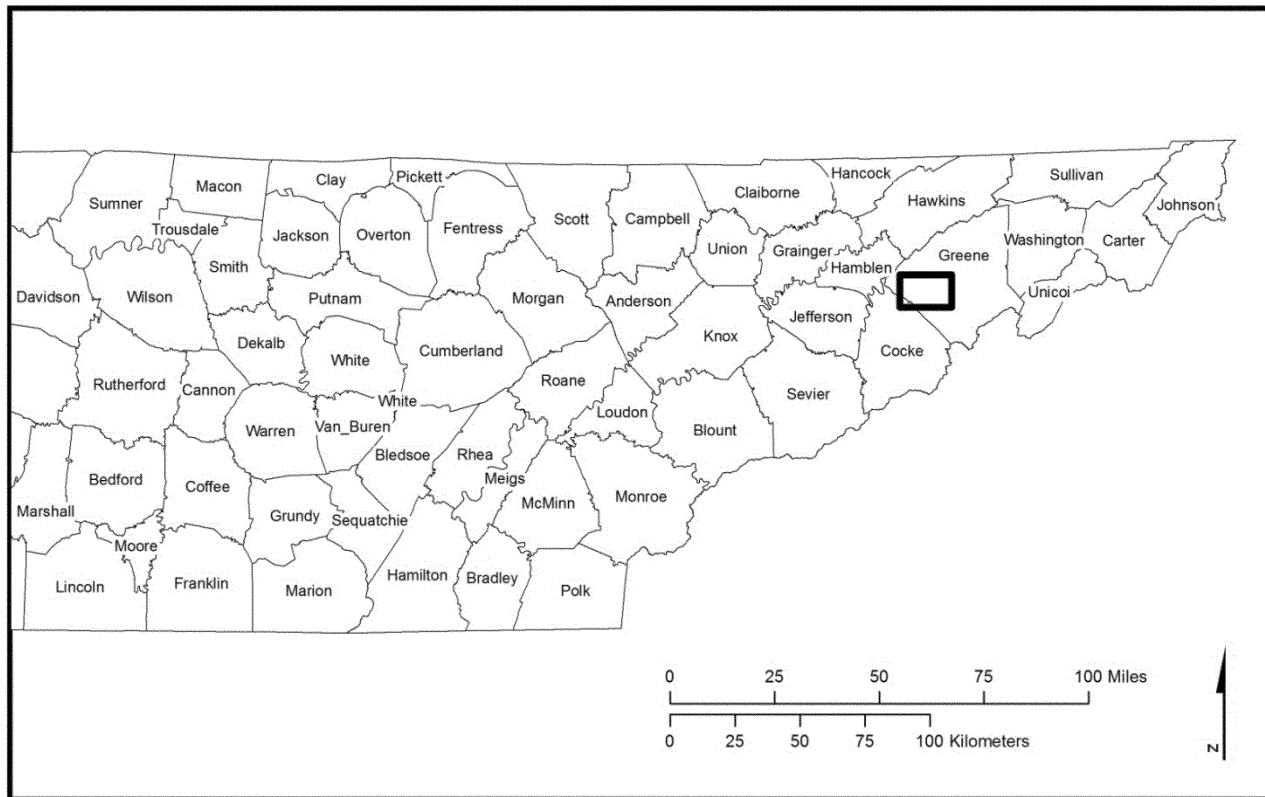 Hancock
Sullivan
Pickett
Clay
Macon
Claiborne
Hawkins
Sumner
Johnson
Scott
Campbell
Trousdale
Fentress
Jackson
Overton
Union
Grainger
Washington
Carter
Greene
Smith
Hamblen
Davidson
Wilson
Putnam
Morgan
Anderson
Unicoi
Jefferson
Knox
Dekalb
White
Cumberland
Cocke
Rutherford
Cannon
Roane
Sevier
White
Loudon
Warren
Van_Buren
Blount
Bledsoe
Rhea
Bedford
Coffee
Meigs
McMinn
Monroe
Marshall
Grundy
Sequatchie
Moore
Lincoln
Franklin
Marion
Hamilton
Bradley
Polk
0 25 50 75 100 Miles
0 25 50 75 100 Kilometers
N